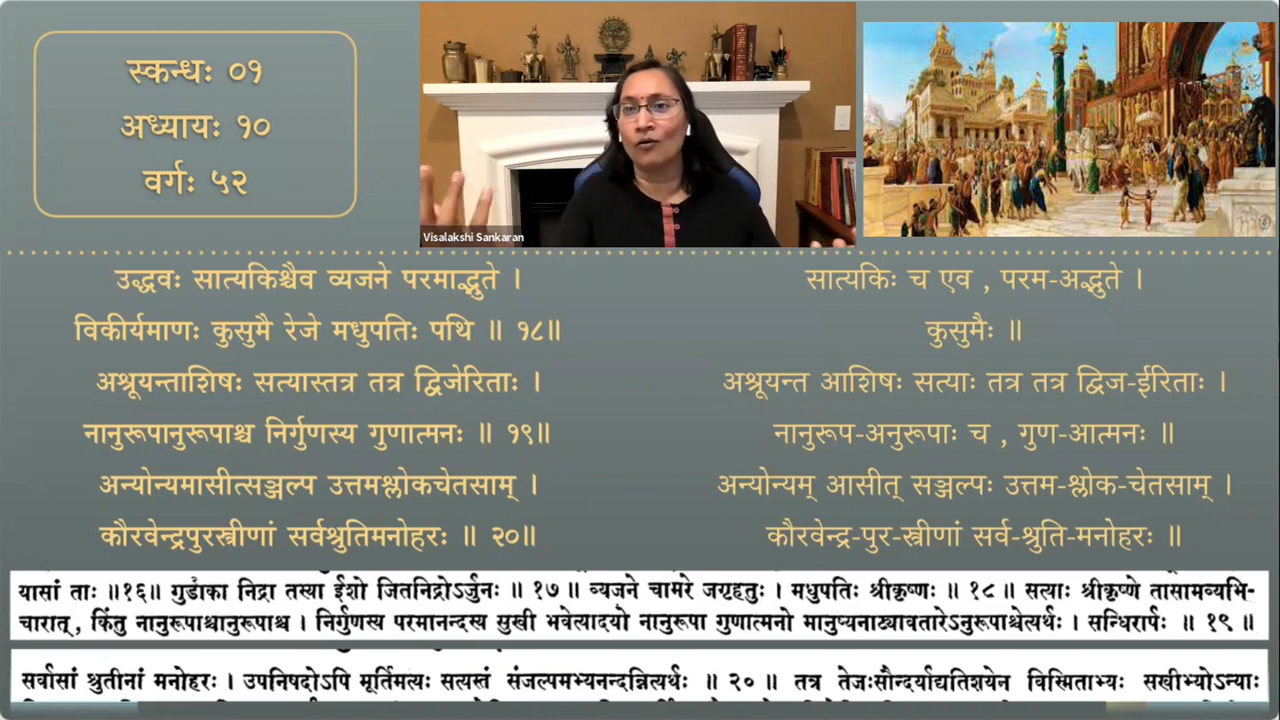 स्कन्धः ०१
अध्यायः १०
वर्गः ५२
Visalakshi Sankaran
उद्धवः सात्यकिश्चैव व्यजने परमाद्भुते ।
विकीर्यमाणः कुसुमै रेजे मधुपतिः पथि ॥ १८॥
अश्रूयन्ताशिषः सत्यास्तत्र तत्र द्विजेरिताः ।
नानुरूपानुरूपाश्च निर्गुणस्य गुणात्मनः ॥ १९॥
अन्योन्यमासीत्सञ्जल्प उत्तमश्लोकचेतसाम् ।
कौरवेन्द्रपुरस्त्रीणां सर्वश्रुतिमनोहरः ॥ २०॥
सात्यकिः च एव , परम-अद्भुते ।
कुसुमैः ॥
अश्रूयन्त आशिषः सत्याः तत्र तत्र द्विज-ईरिताः ।
नानुरूप-अनुरूपाः च , गुण-आत्मनः ॥
अन्योन्यम् आसीत् सञ्जल्पः उत्तम-श्लोक-चेतसाम् ।
कौरवेन्द्र-पुर-स्त्रीणां सर्व-श्रुति-मनोहरः ॥
यासां ताः ॥१६॥ गुर्डाका निद्रा तस्या ईशो जितनिद्रोऽर्जुनः ॥ १७ ॥ व्यजने चामरे जगृहतुः । मधुपतिः श्रीकृष्णः ॥ १८ ॥ सत्याः श्रीकृष्णे तासामव्यभि-
चारात्, किंतु नानुरूपाश्चानुरूपाश्च । निर्गुणस्य परमानन्दस्य सुखी भवेत्यादयो नानुरूपा गुणात्मनो मानुष्यनाट्यावतारेऽनुरूपाश्चेत्यर्थः । सन्धिरार्षः ॥ १९ ॥
सर्वासां श्रुतीनां मनोहरः । उपनिषदोऽपि मूर्तिमत्यः सत्यस्तं संजल्पमभ्यनन्दन्नित्यर्थः ॥ २० ॥ तत्र तेजःसौन्दर्याद्यतिशयेन विस्मिताभ्यः सखीभ्योऽन्याः